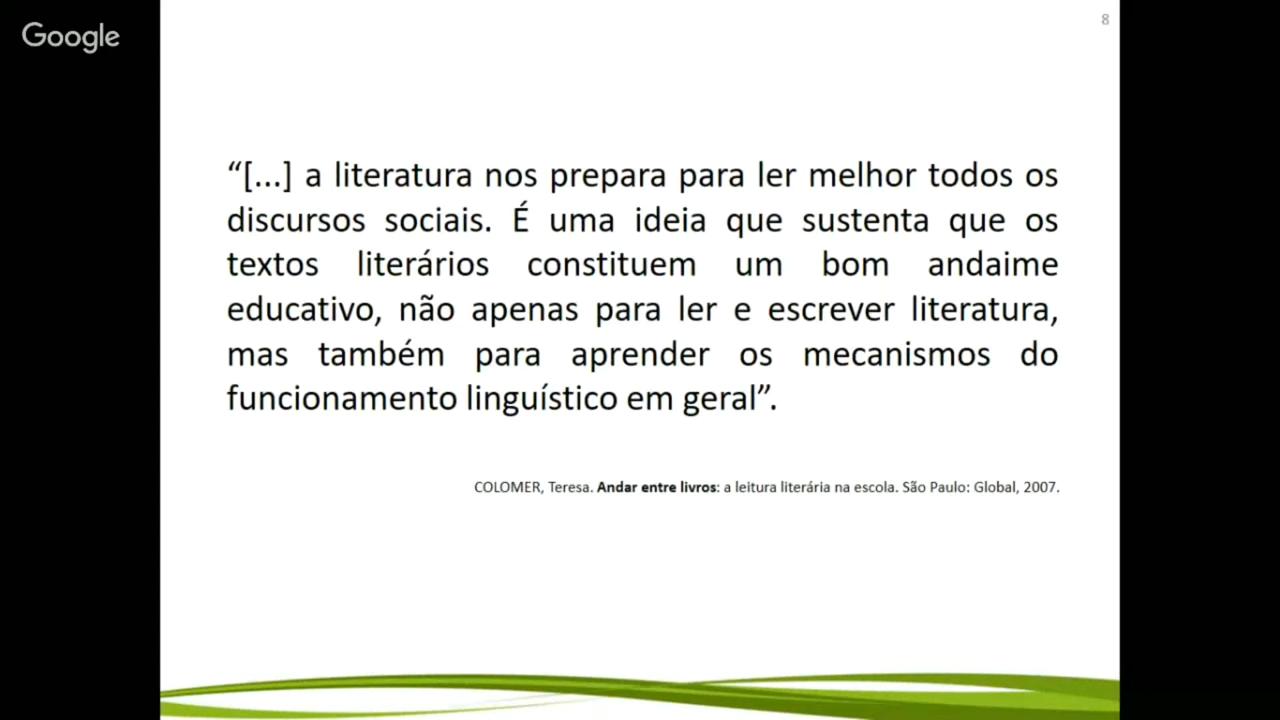 Google
8
“[...] a literatura nos prepara para ler melhor todos os
discursos sociais. É uma ideia que sustenta que os
textos literários constituem um bom andaime
educativo, não apenas para ler e escrever literatura,
mas também para aprender os mecanismos do
funcionamento linguístico em geral”.
COLOMER, Teresa. Andar entre livros: a leitura literária na escola. São Paulo: Global, 2007.